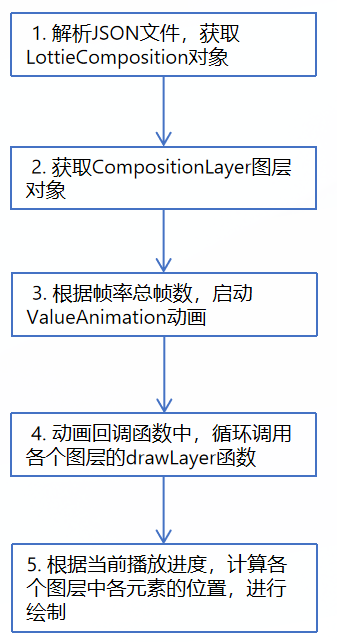 1. 解析JSON文件，获取
LottieComposition对象
2. 获取CompositionLayer图层
对象
3. 根据帧率总帧数，启动
ValueAnimation动画
4. 动画回调函数中，循环调用
各个图层的drawLayer函数
5. 根据当前播放进度，计算各
个图层中各元素的位置，进行
绘制